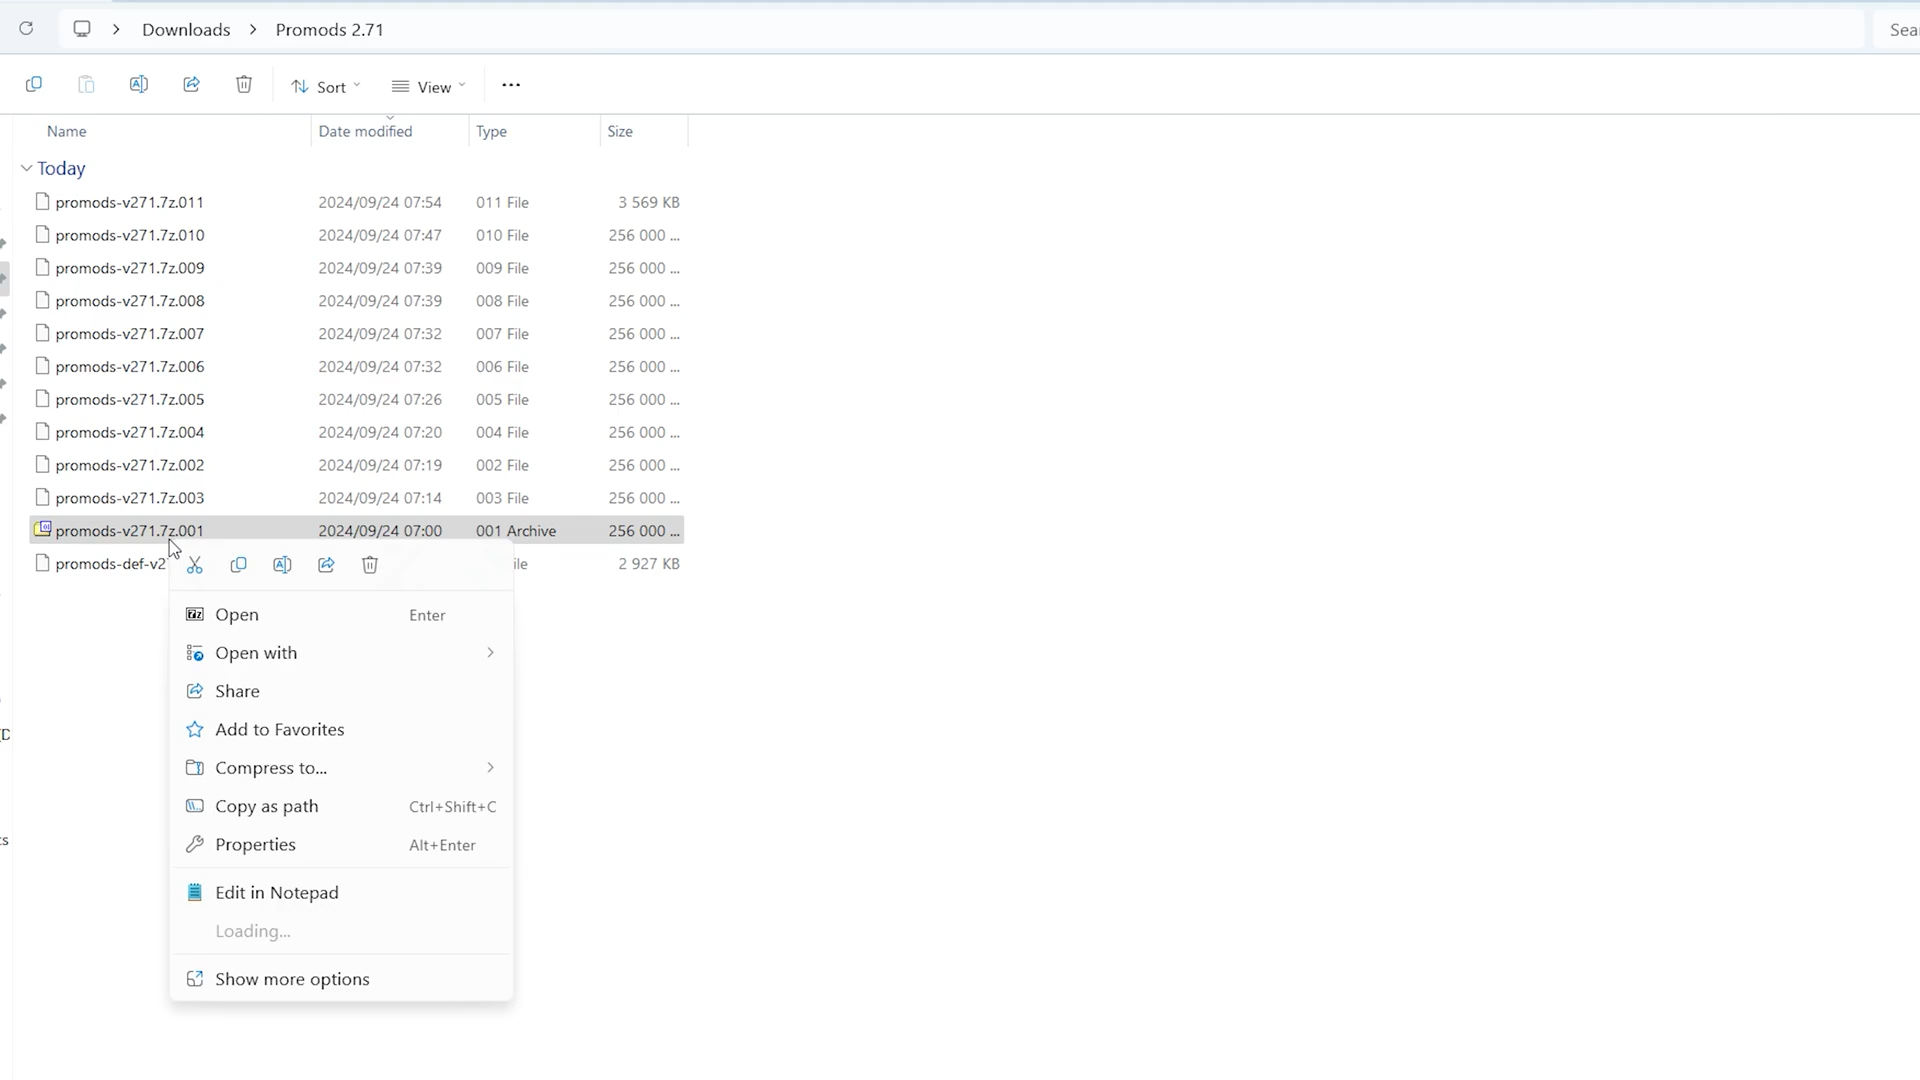 Downloads Promods 2.71 Sea
Sort View
Name Date modified Type Size
Today
promods-v271.7z.011 2024/09/24 07:54 011 File 3 569 KB
promods-v271.7z.010 2024/09/24 07:47 010 File 256 000 ...
promods-v271.7z.009 2024/09/24 07:39 009 File 256 000 ...
promods-v271.7z.008 2024/09/24 07:39 008 File 256 000 ...
promods-v271.7z.007 2024/09/24 07:32 007 File 256 000 ...
promods-v271.7z.006 2024/09/24 07:32 006 File 256 000 ...
promods-v271.7z.005 2024/09/24 07:26 005 File 256 000 ...
promods-v271.7z.004 2024/09/24 07:20 004 File 256 000 ...
promods-v271.7z.002 2024/09/24 07:19 002 File 256 000 ...
promods-v271.7z.003 2024/09/24 07:14 003 File 256 000 ...
promods-v271.7z.001 2024/09/24 07:00 001 Archive 256 000 ...
promods-def-v2 ile 2 927 KB
Open Enter
Open with
Share
Add to Favorites
Compress to...
Copy as path Ctrl+Shift+C
Properties Alt+Enter
Edit in Notepad
Loading...
Show more options